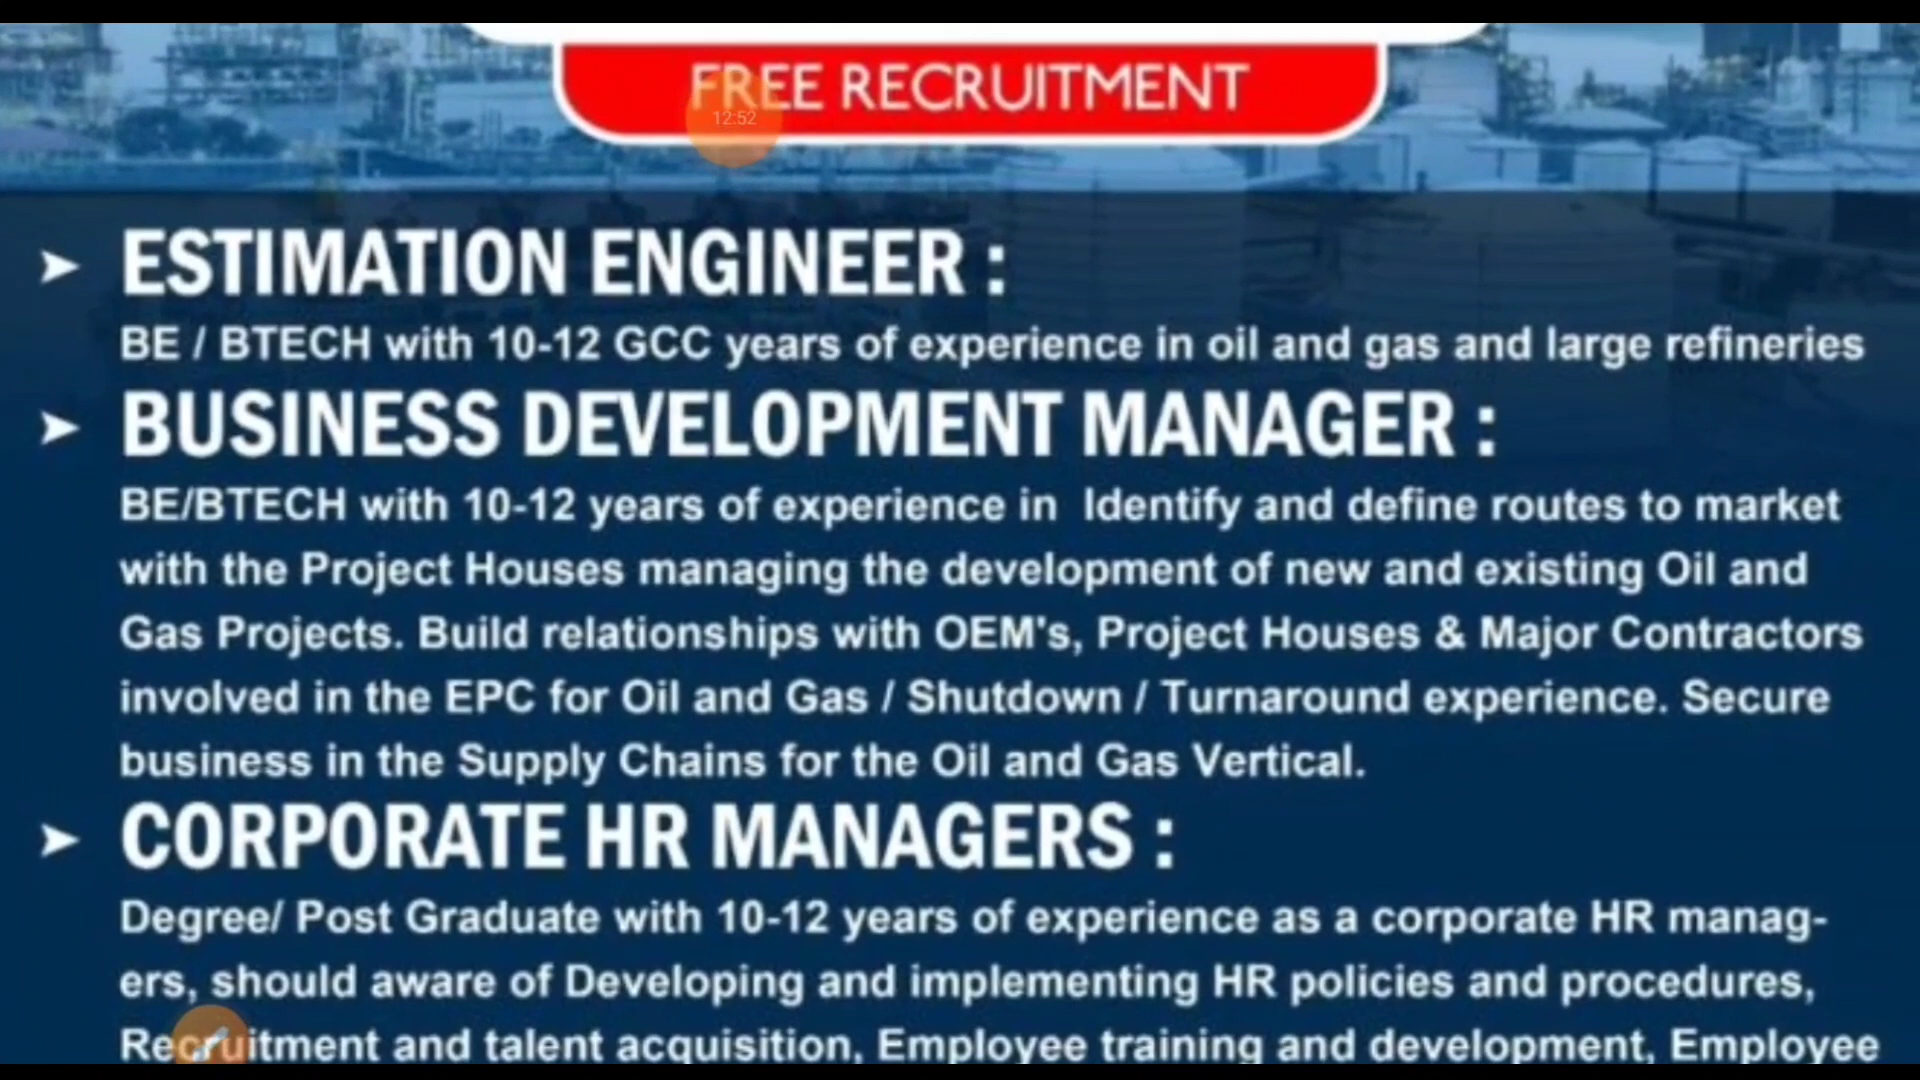 FREE RECRUITMENT
12:52
ESTIMATION ENGINEER :
BE / BTECH with 10-12 GCC years of experience in oil and gas and large refineries
BUSINESS DEVELOPMENT MANAGER :
BE/BTECH with 10-12 years of experience in Identify and define routes to market
with the Project Houses managing the development of new and existing Oil and
Gas Projects. Build relationships with OEM's, Project Houses & Major Contractors
involved in the EPC for Oil and Gas / Shutdown / Turnaround experience. Secure
business in the Supply Chains for the Oil and Gas Vertical.
CORPORATE HR MANAGERS :
Degree/ Post Graduate with 10-12 years of experience as a corporate HR manag-
ers, should aware of Developing and implementing HR policies and procedures,
Recruitment and talent acquisition, Employee training and development, Employee